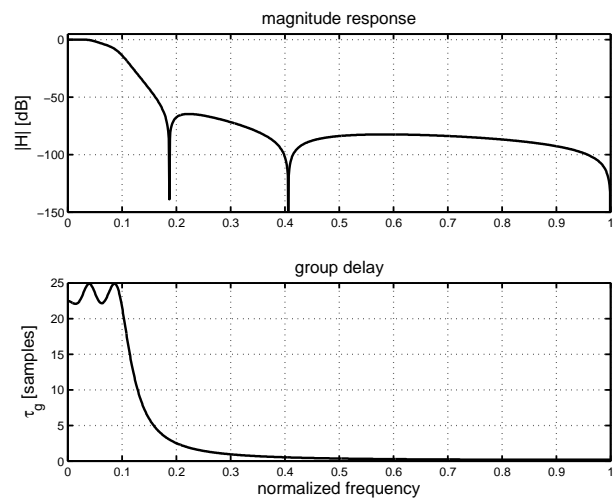 magnitude response
0
−50
−100
−150
|H| [dB]
0 0.1 0.2 0.3 0.4 0.5 0.6 0.7 0.8 0.9 1
group delay
25
20
15
10
5
0
τg [samples]
0 0.1 0.2 0.3 0.4 0.5 0.6 0.7 0.8 0.9 1
normalized frequency